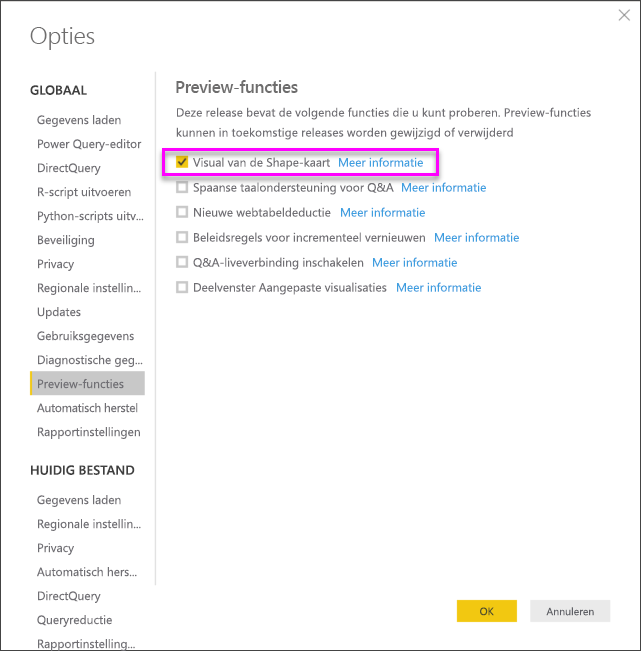 Opties
GLOBAAL
Gegevens laden
Power Query-editor
DirectQuery
R-script uitvoeren
Python-scripts uitv...
Beveiliging
Privacy
Regionale instellin...
Updates
Gebruiksgegevens
Diagnostische geg...
Preview-functies
Automatisch herstel
Rapportinstellingen
HUIDIG BESTAND
Gegevens laden
Regionale instellin...
Privacy
Automatisch hers...
DirectQuery
Queryreductie
Rapportinstelling...
Preview-functies
Deze release bevat de volgende functies die u kunt proberen. Preview-functies
kunnen in toekomstige releases worden gewijzigd of verwijderd
Visual van de Shape-kaart Meer informatie
Spaanse taalondersteuning voor Q&A Meer informatie
Nieuwe webtabeldeductie Meer informatie
Beleidsregels voor incrementeel vernieuwen Meer informatie
Q&A-liveverbinding inschakelen Meer informatie
Deelvenster Aangepaste visualisaties Meer informatie
OK Annuleren